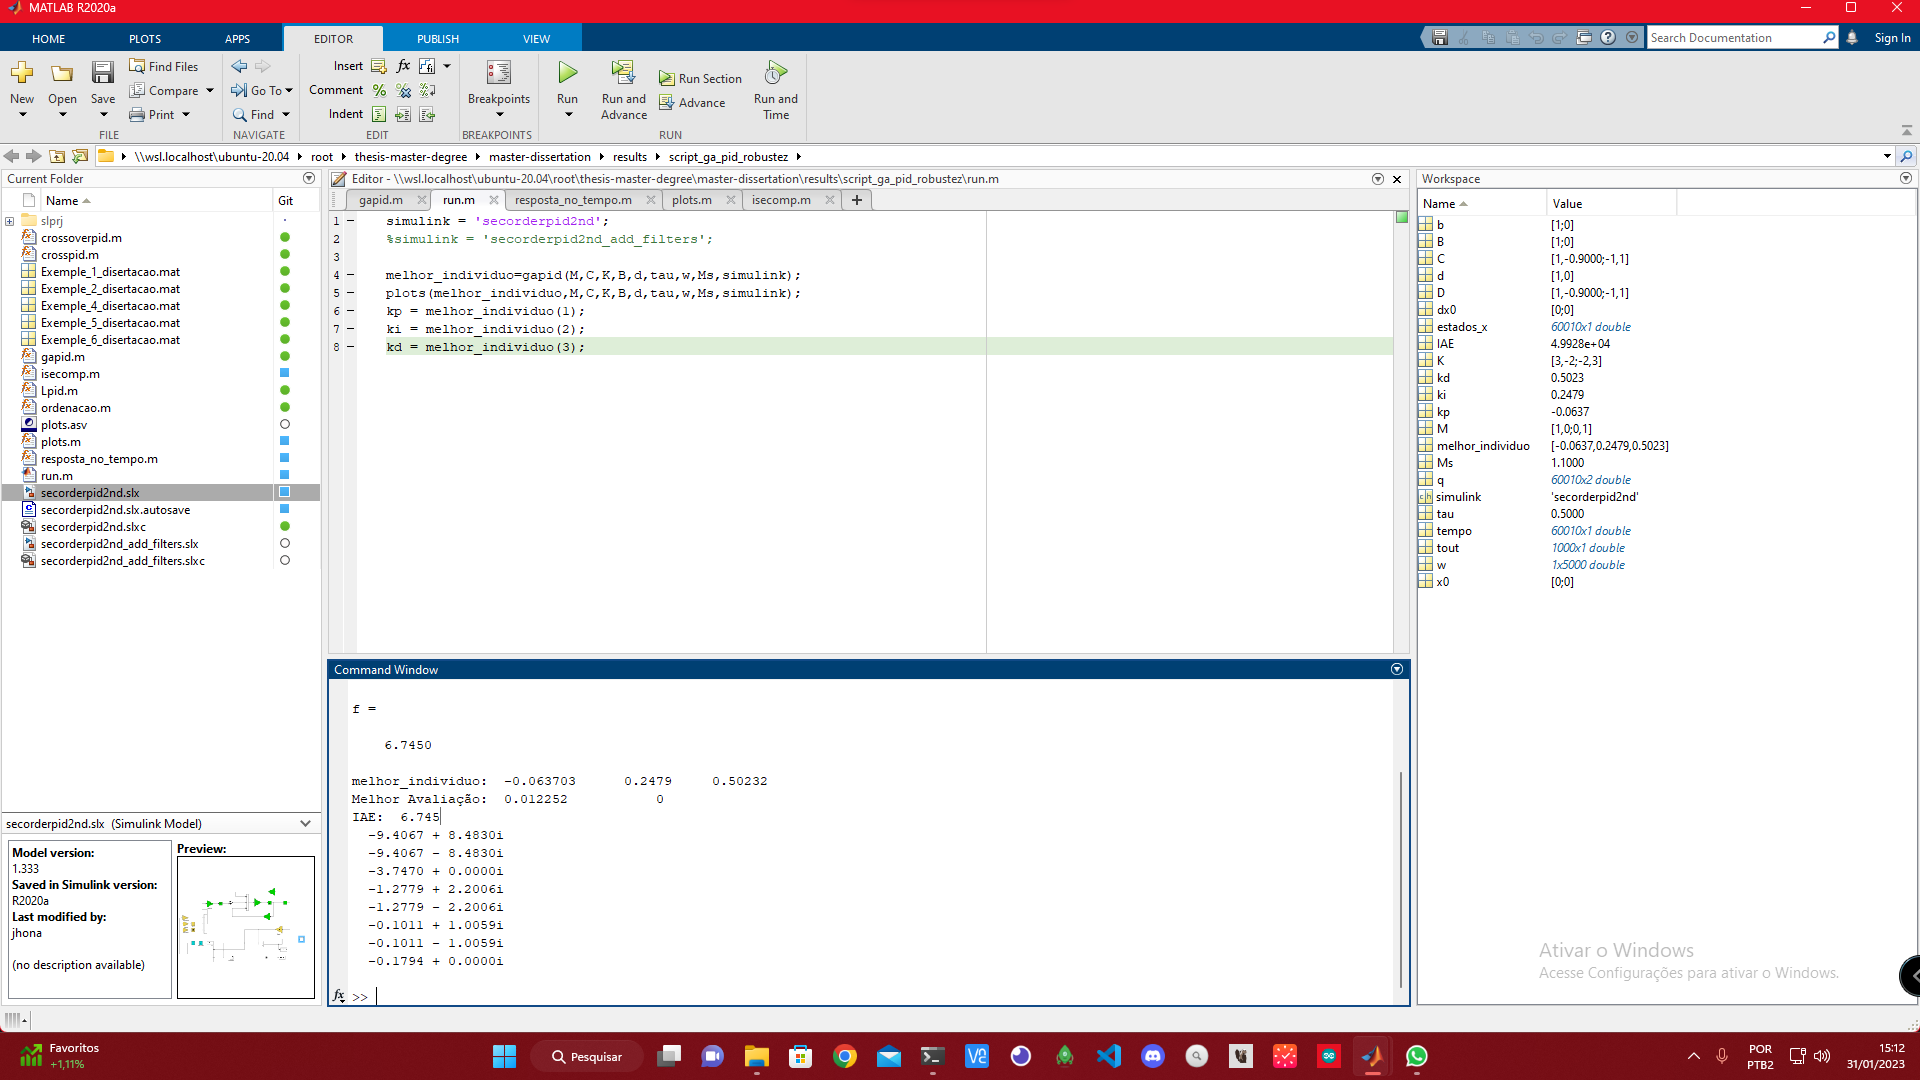 MATLAB R2020a
HOME PLOTS APPS EDITOR PUBLISH VIEW
Search Documentation
Sign In
New Open Save
Find Files
Compare
Print
FILE
Go To
Find
NAVIGATE
Insert fx
Comment
Indent
EDIT
Breakpoints
BREAKPOINTS
Run
Run and Advance
Run Section
Advance
Run and Time
RUN
\\wsl.localhost\ubuntu-20.04 root thesis-master-degree master-dissertation results script_ga_pid_robustez
Current Folder
Name Git
slprj
crossoverpid.m
crosspid.m
Exemple_1_disertacao.mat
Exemple_2_disertacao.mat
Exemple_4_disertacao.mat
Exemple_5_disertacao.mat
Exemple_6_disertacao.mat
gapid.m
isecomp.m
Lpid.m
ordenacao.m
plots.asv
plots.m
resposta_no_tempo.m
run.m
secorderpid2nd.slx
secorderpid2nd.slx.autosave
secorderpid2nd.slxc
secorderpid2nd_add_filters.slx
secorderpid2nd_add_filters.slxc
secorderpid2nd.slx (Simulink Model)
Model version:
1.333
Saved in Simulink version:
R2020a
Last modified by:
jhona
(no description available)
Preview:
Editor - \\wsl.localhost\ubuntu-20.04\root\thesis-master-degree\master-dissertation\results\script_ga_pid_robustez\run.m
gapid.m run.m resposta_no_tempo.m plots.m isecomp.m
1 simulink = 'secorderpid2nd';
2 %simulink = 'secorderpid2nd_add_filters';
3
4 melhor_individuo=gapid(M,C,K,B,d,tau,w,Ms,simulink);
5 plots(melhor_individuo,M,C,K,B,d,tau,w,Ms,simulink);
6 kp = melhor_individuo(1);
7 ki = melhor_individuo(2);
8 kd = melhor_individuo(3);
Command Window
f =
6.7450
melhor_individuo: -0.063703 0.2479 0.50232
Melhor Avaliação: 0.012252 0
IAE: 6.745
-9.4067 + 8.4830i
-9.4067 - 8.4830i
-3.7470 + 0.0000i
-1.2779 + 2.2006i
-1.2779 - 2.2006i
-0.1011 + 1.0059i
-0.1011 - 1.0059i
-0.1794 + 0.0000i
fx >>
Workspace
Name Value
b [1;0]
B [1;0]
C [1,-0.9000;-1,1]
d [1,0]
D [1,-0.9000;-1,1]
dx0 [0;0]
estados_x 60010x1 double
IAE 4.9928e+04
K [3,-2;-2,3]
kd 0.5023
ki 0.2479
kp -0.0637
M [1,0;0,1]
melhor_individuo [-0.0637,0.2479,0.5023]
Ms 1.1000
q 60010x2 double
simulink 'secorderpid2nd'
tau 0.5000
tempo 60010x1 double
tout 1000x1 double
w 1x5000 double
x0 [0;0]
Ativar o Windows
Acesse Configurações para ativar o Windows.
Favoritos
+1,11%
Pesquisar
POR
PTB2
15:12
31/01/2023